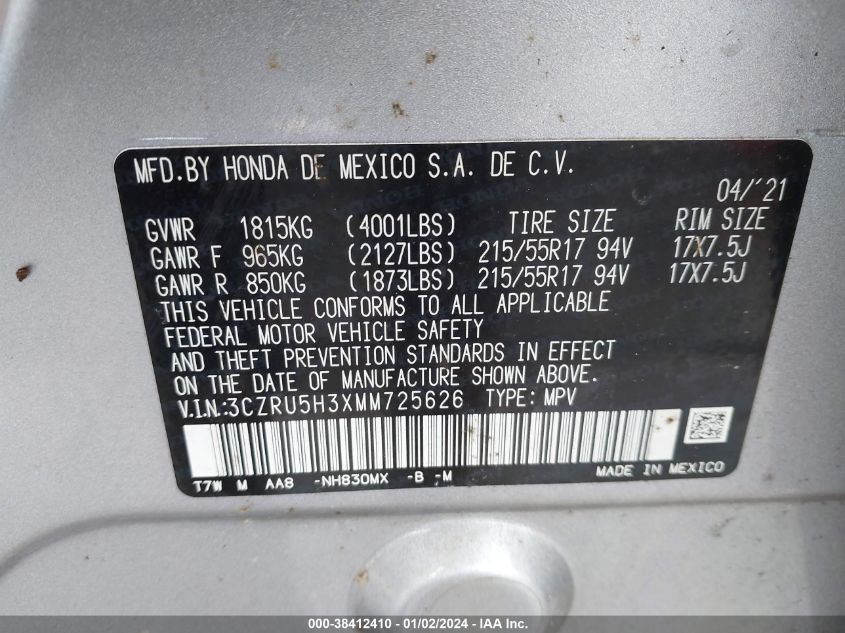 MFD.BY HONDA DE MEXICO S.A. DE C.V.
04/'21
GVWR 1815KG (4001LBS) TIRE SIZE RIM SIZE
GAWR F 965KG (2127LBS) 215/55R17 94V 17X7.5J
GAWR R 850KG (1873LBS) 215/55R17 94V 17X7.5J
THIS VEHICLE CONFORMS TO ALL APPLICABLE
FEDERAL MOTOR VEHICLE SAFETY
AND THEFT PREVENTION STANDARDS IN EFFECT
ON THE DATE OF MANUFACTURE SHOWN ABOVE.
V.I.N.:3CZRU5H3XMM725626 TYPE: MPV
T7W M AA8 -NH830MX -B -M MADE IN MEXICO
000-38412410 - 01/02/2024 - IAA Inc.